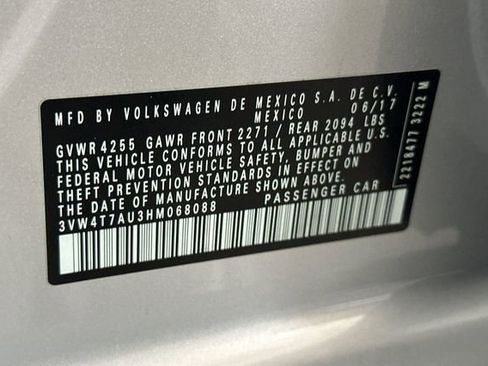 MFD BY VOLKSWAGEN DE MEXICO S.A. DE C.V.
MEXICO 06/17
GVWR 4255 GAWR FRONT 2271 / REAR 2094 LBS
THIS VEHICLE CONFORMS TO ALL APPLICABLE U.S.
FEDERAL MOTOR VEHICLE SAFETY, BUMPER AND
THEFT PREVENTION STANDARDS IN EFFECT ON
THE DATE OF MANUFACTURE SHOWN ABOVE.
3VW4T7AU3HM068088 PASSENGER CAR
2218477 3222 M